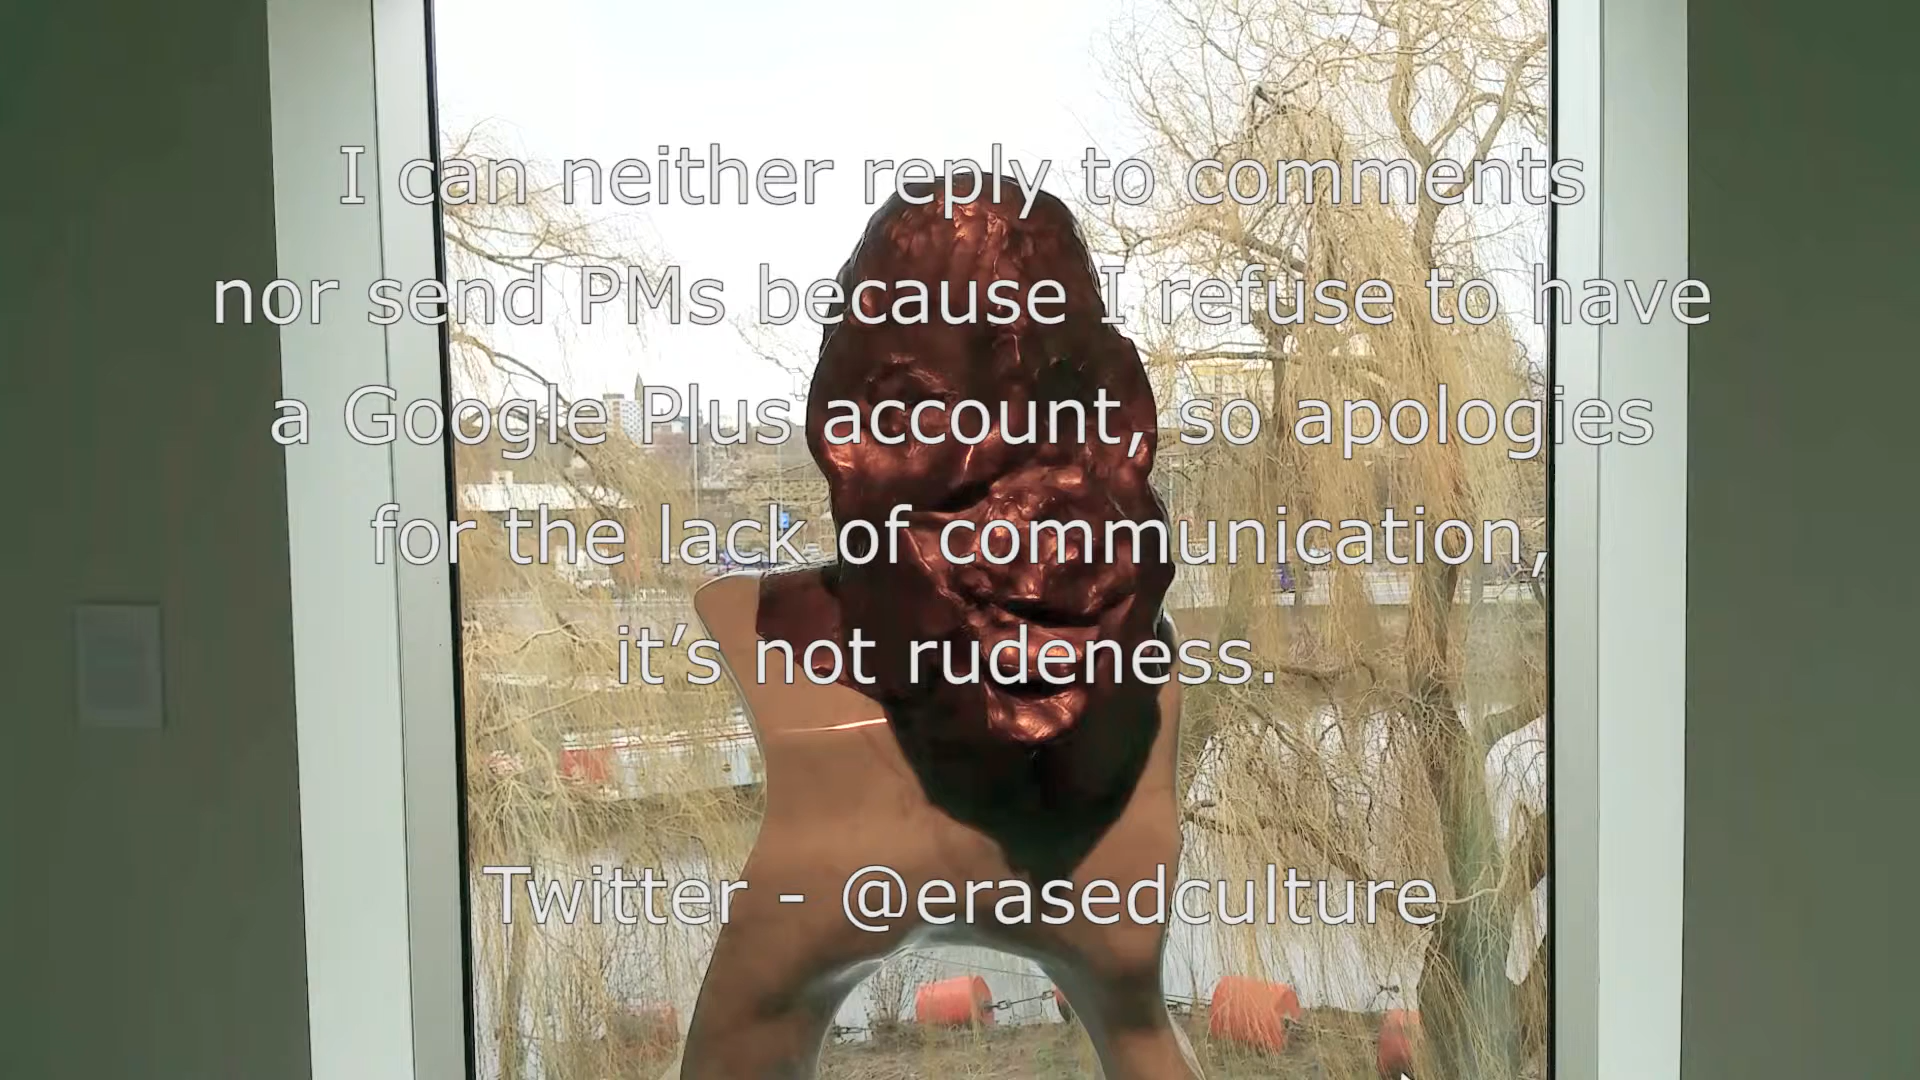 I can neither reply to comments
nor send PMs because I refuse to have
a Google Plus account, so apologies
for the lack of communication,
it’s not rudeness.
Twitter - @erasedculture